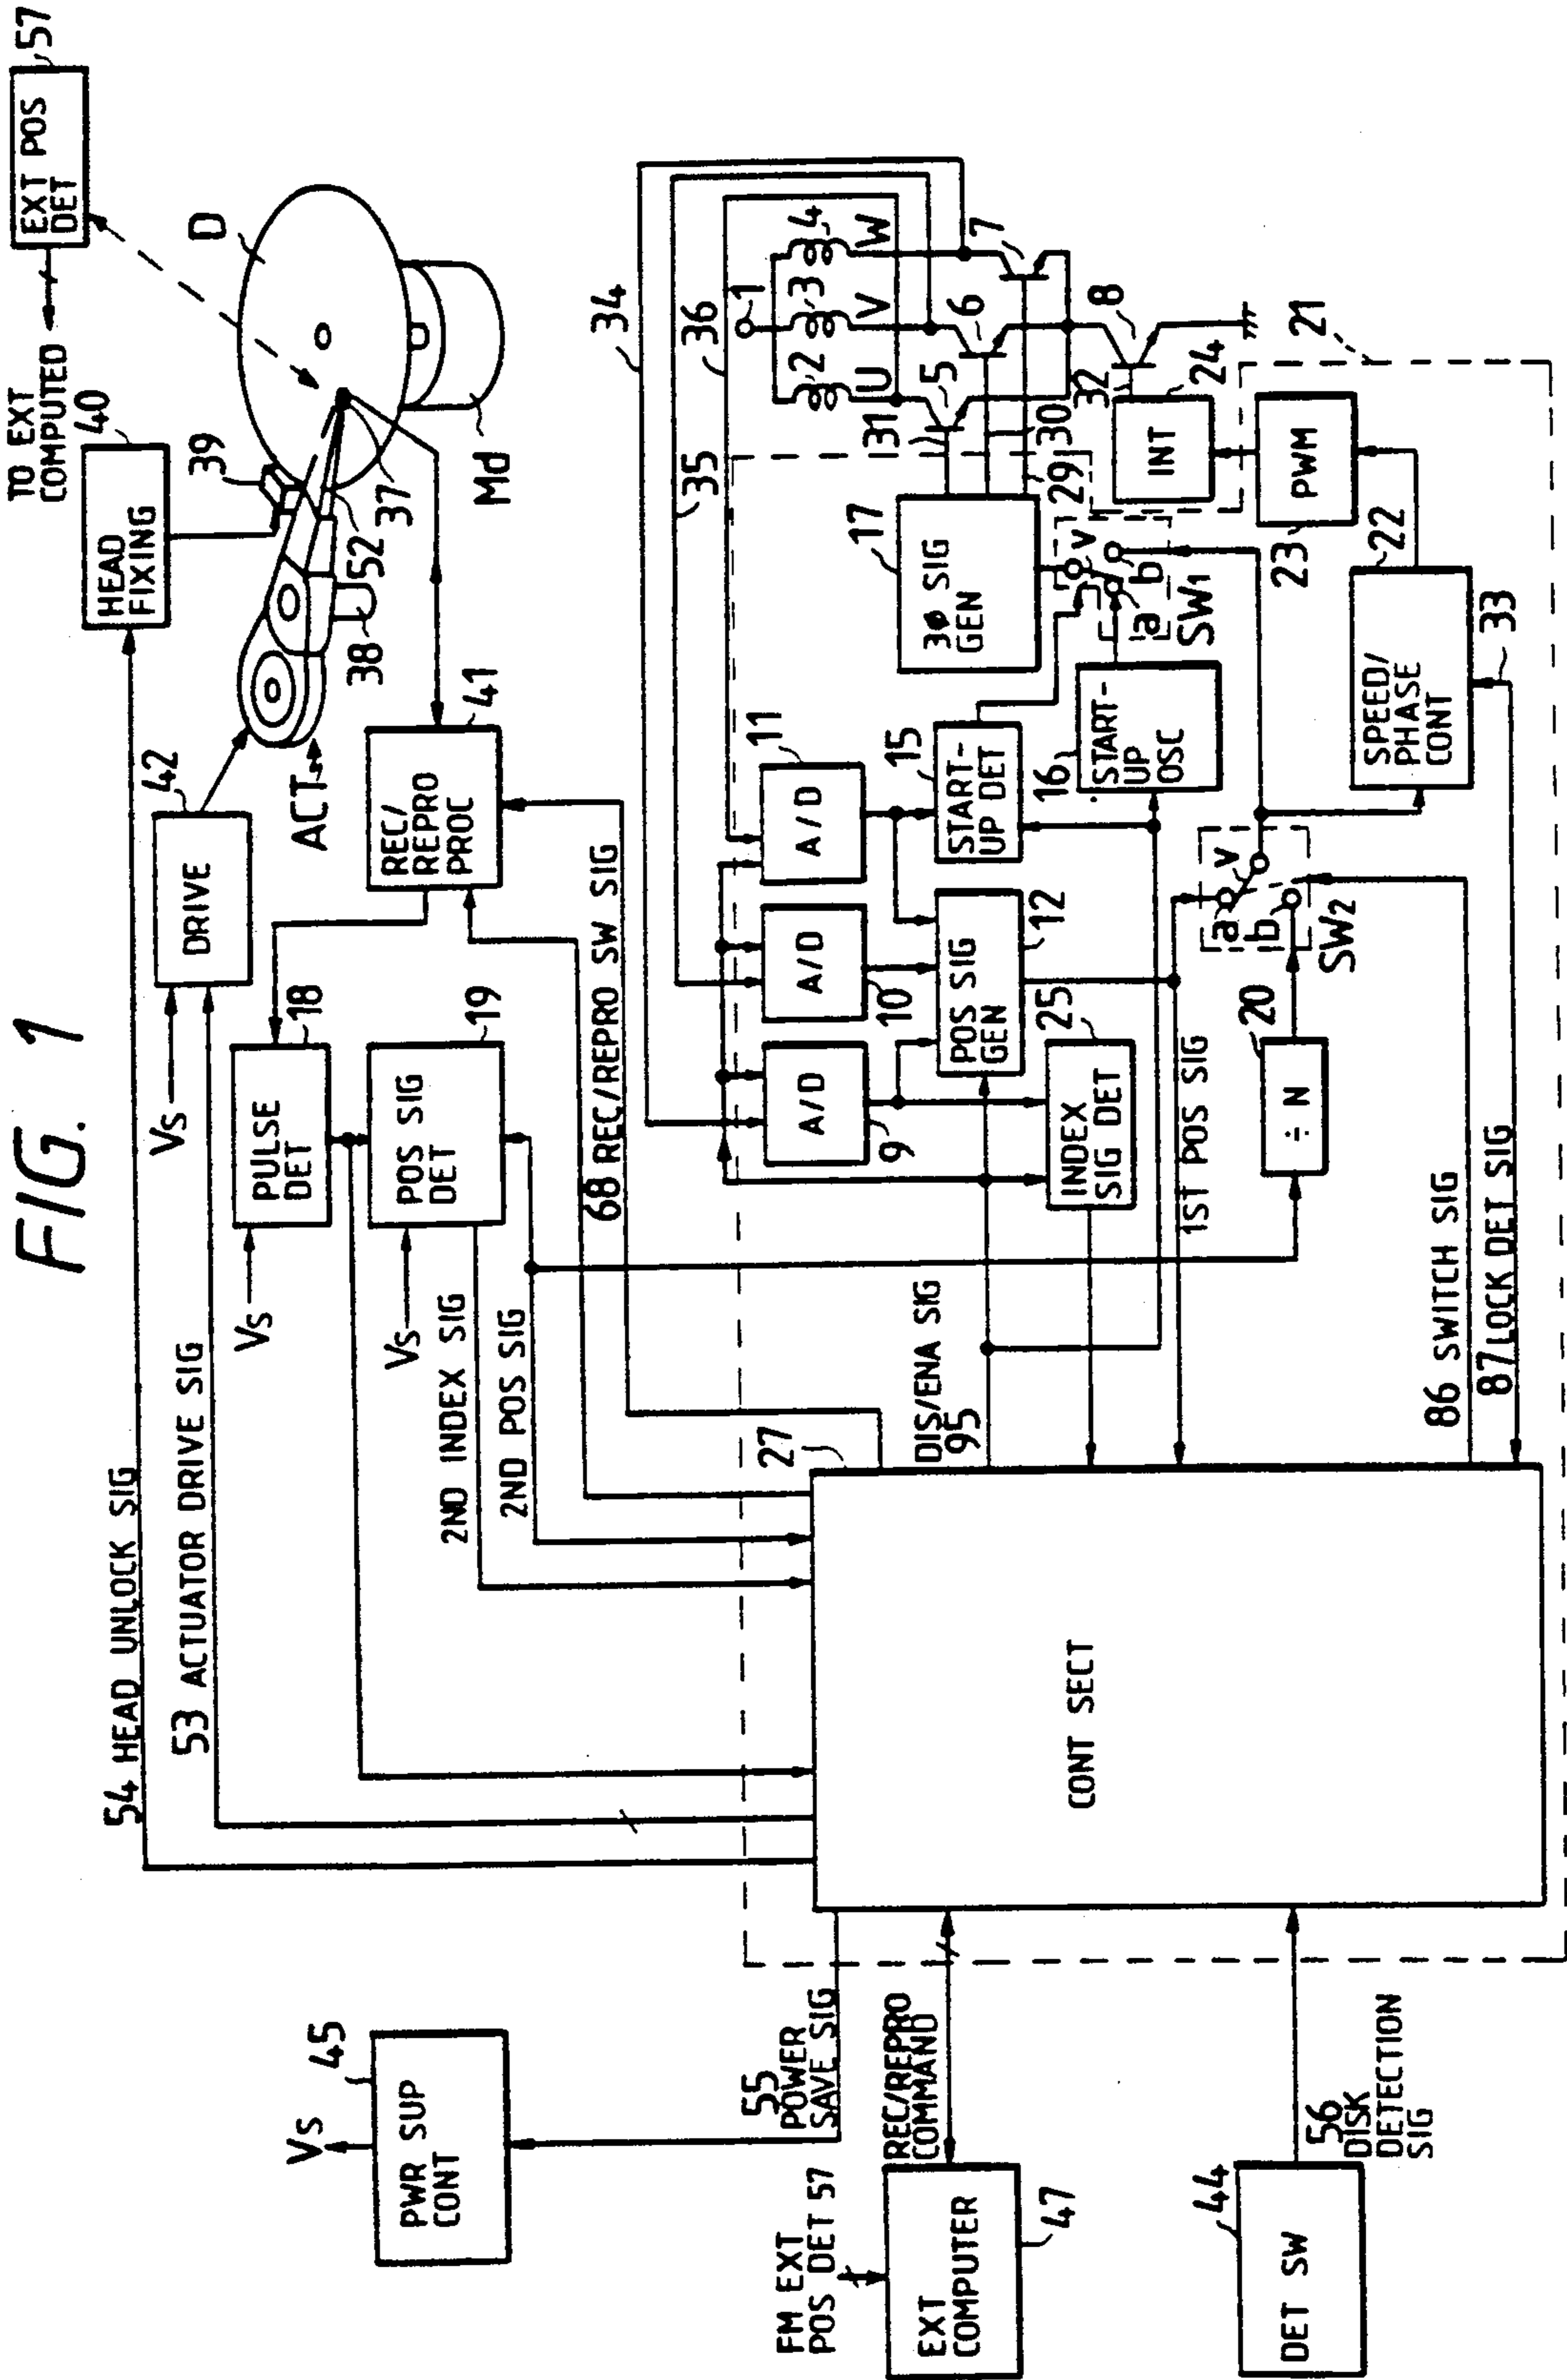 FIG. 1
TO EXT
COMPUTED
EXT POS
DET
57
HEAD
FIXING
40
39
D
52
37
38
Md
ACT
DRIVE
42
Vs
REC/
REPRO
PROC
41
PULSE
DET
18
Vs
POS SIG
DET
19
Vs
54 HEAD UNLOCK SIG
53 ACTUATOR DRIVE SIG
2ND INDEX SIG
2ND POS SIG
68 REC/REPRO SW SIG
PWR SUP
CONT
45
Vs
55
POWER
SAVE SIG
FM EXT
POS DET 57
REC/REPRO
COMMAND
EXT
COMPUTER
47
DET SW
44
56
DISK
DETECTION
SIG
CONT SECT
27
DIS/ENA SIG
95
A/D
9
A/D
10
A/D
11
34
35
36
POS SIG
GEN
12
START-
UP DET
15
START-
UP
OSC
16
INDEX
SIG DET
25
1ST POS SIG
3ø SIG
GEN
17
31
30
29
1
2
3
4
U
V
W
5
6
7
8
32
INT
24
21
PWM
23
SPEED/
PHASE
CONT
22
33
SW1
a
b
v
SW2
a
b
v
÷ N
20
86 SWITCH SIG
87 LOCK DET SIG